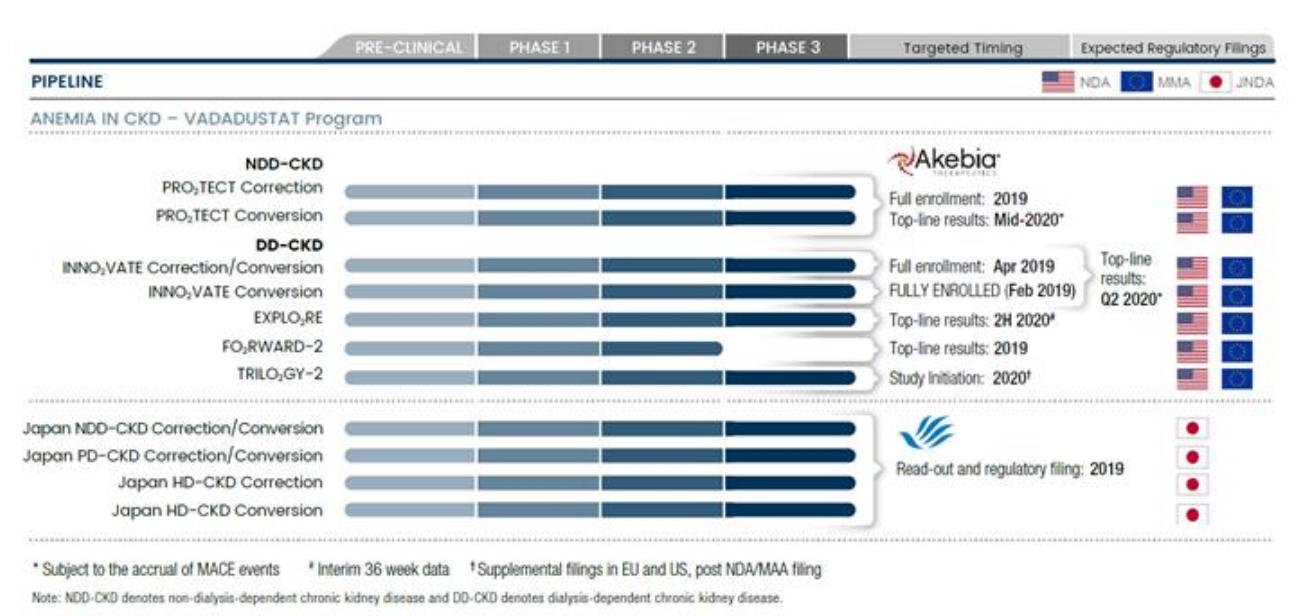 PRE-CLINICAL PHASE 1 PHASE 2 PHASE 3 Targeted Timing Expected Regulatory Filings
PIPELINE NDA MMA JNDA
ANEMIA IN CKD – VADADUSTAT Program
Akebia
THERAPEUTICS
NDD-CKD
PRO₂TECT Correction
PRO₂TECT Conversion
Full enrollment: 2019
Top-line results: Mid-2020*
DD-CKD
INNO₂VATE Correction/Conversion Full enrollment: Apr 2019
INNO₂VATE Conversion FULLY ENROLLED (Feb 2019)
Top-line
results:
Q2 2020*
EXPLO₂RE Top-line results: 2H 2020#
FO₂RWARD-2 Top-line results: 2019
TRILO₂GY-2 Study Initiation: 2020†
Japan NDD-CKD Correction/Conversion
Japan PD-CKD Correction/Conversion
Japan HD-CKD Correction
Japan HD-CKD Conversion
Read-out and regulatory filing: 2019
* Subject to the accrual of MACE events # Interim 36 week data † Supplemental filings in EU and US, post NDA/MAA filing
Note: NDD-CKD denotes non-dialysis-dependent chronic kidney disease and DD-CKD denotes dialysis-dependent chronic kidney disease.